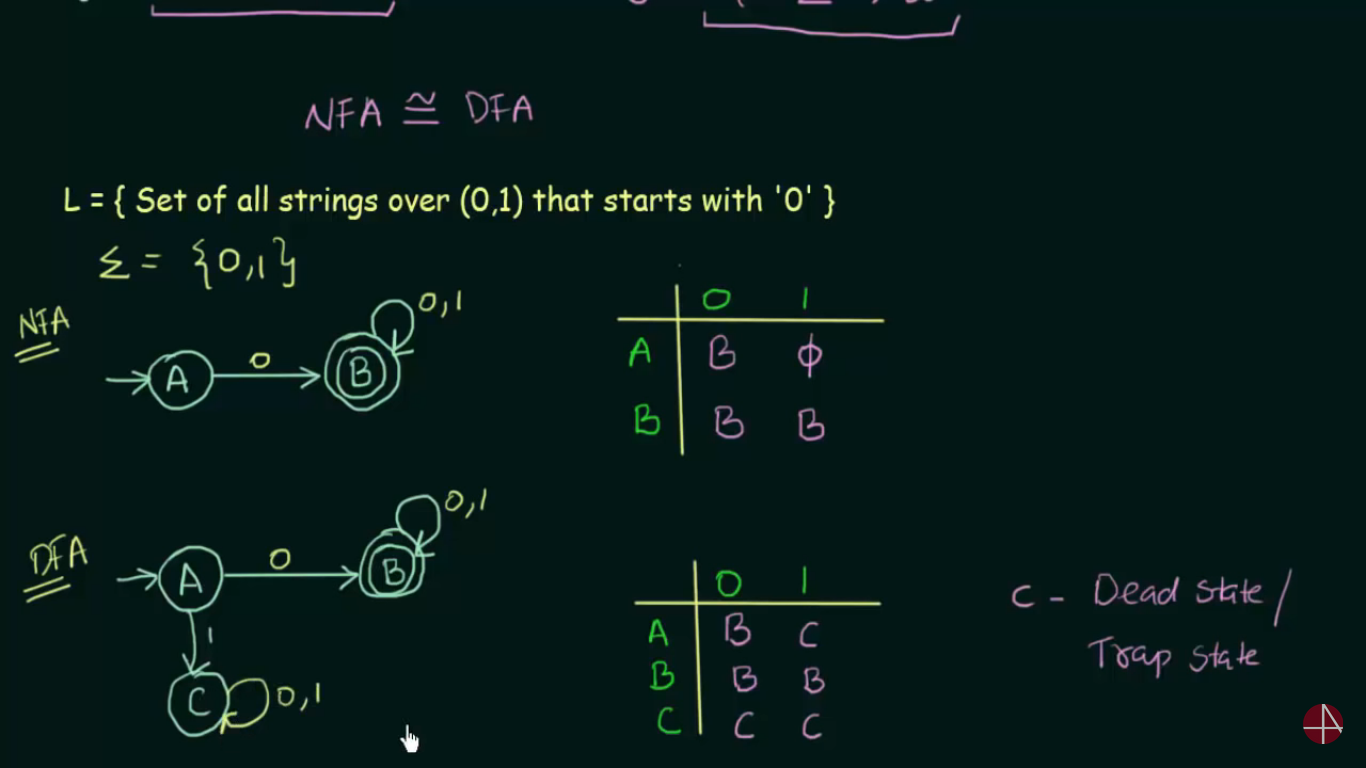 NFA ≅ DFA
L = { Set of all strings over (0,1) that starts with '0' }
Σ = {0,1}
NFA
A
0
B
0,1
0 1
A B ϕ
B B B
DFA
A
0
B
0,1
1
C
0,1
0 1
A B C
B B B
C C C
C - Dead state/
Trap state